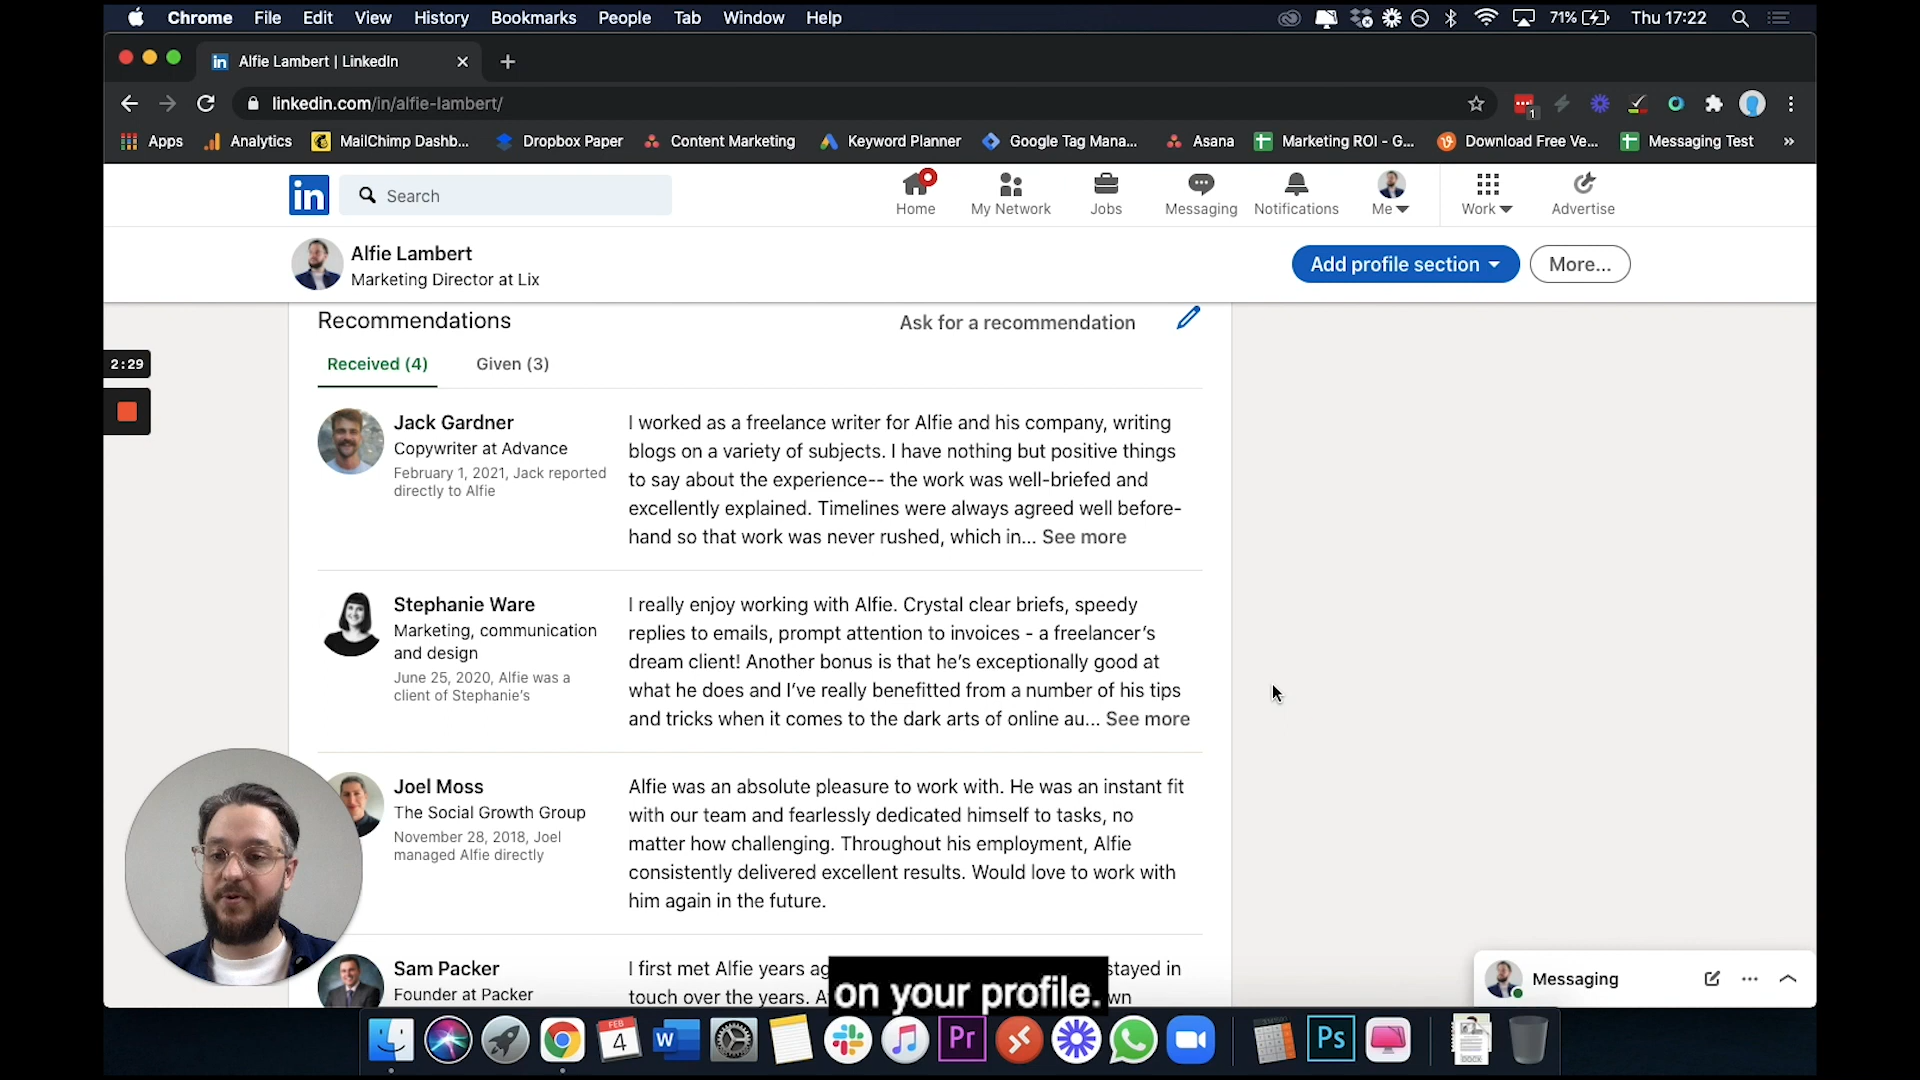 Chrome File Edit View History Bookmarks People Tab Window Help
71% Thu 17:22
Alfie Lambert | LinkedIn
linkedin.com/in/alfie-lambert/
1
Apps Analytics MailChimp Dashb... Dropbox Paper Content Marketing Keyword Planner Google Tag Mana... Asana Marketing ROI - G... Download Free Ve... Messaging Test »
in Search
Home My Network Jobs Messaging Notifications Me Work Advertise
Alfie Lambert
Marketing Director at Lix
Add profile section More...
Recommendations
Ask for a recommendation
2:29
Received (4) Given (3)
Jack Gardner
Copywriter at Advance
February 1, 2021, Jack reported
directly to Alfie
I worked as a freelance writer for Alfie and his company, writing
blogs on a variety of subjects. I have nothing but positive things
to say about the experience-- the work was well-briefed and
excellently explained. Timelines were always agreed well before-
hand so that work was never rushed, which in... See more
Stephanie Ware
Marketing, communication
and design
June 25, 2020, Alfie was a
client of Stephanie's
I really enjoy working with Alfie. Crystal clear briefs, speedy
replies to emails, prompt attention to invoices - a freelancer's
dream client! Another bonus is that he's exceptionally good at
what he does and I've really benefitted from a number of his tips
and tricks when it comes to the dark arts of online au... See more
Joel Moss
The Social Growth Group
November 28, 2018, Joel
managed Alfie directly
Alfie was an absolute pleasure to work with. He was an instant fit
with our team and fearlessly dedicated himself to tasks, no
matter how challenging. Throughout his employment, Alfie
consistently delivered excellent results. Would love to work with
him again in the future.
Sam Packer
Founder at Packer
I first met Alfie years stayed in
touch over the years.
on your profile.
Messaging
FEB
4
W
Pr
Ps
DOCX